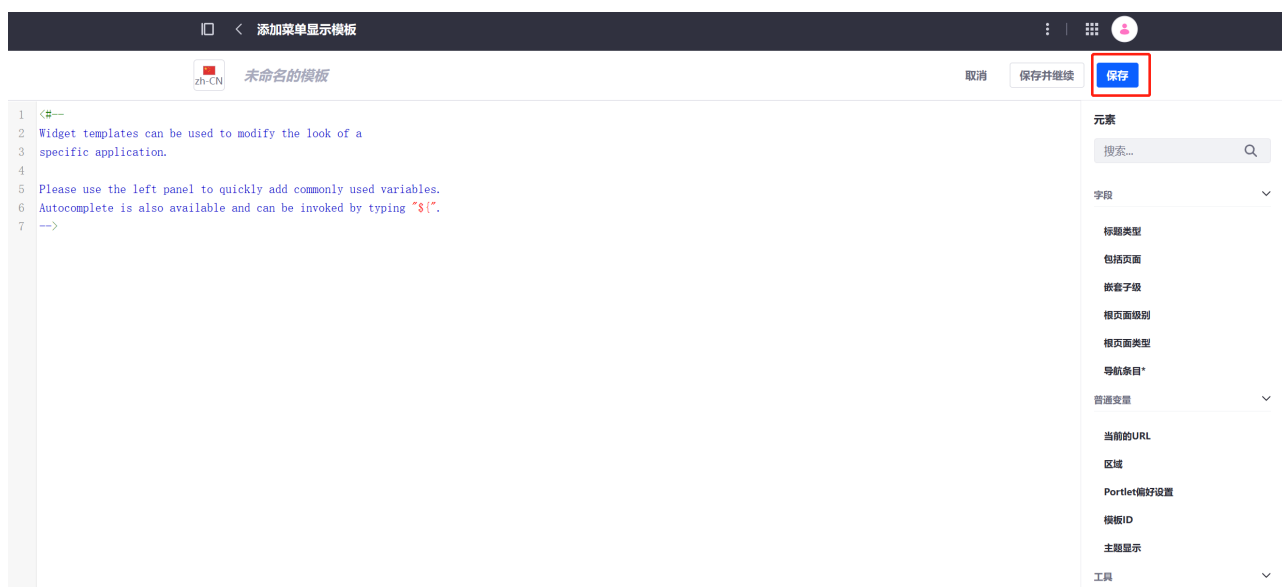 添加菜单显示模板
zh-CN 未命名的模板 取消 保存并继续 保存
1 <#--
2 Widget templates can be used to modify the look of a
3 specific application.
4
5 Please use the left panel to quickly add commonly used variables.
6 Autocomplete is also available and can be invoked by typing "${".
7 -->
元素
搜索...
字段
标题类型
包括页面
嵌套子级
根页面级别
根页面类型
导航条目*
普通变量
当前的URL
区域
Portlet偏好设置
模板ID
主题显示
工具